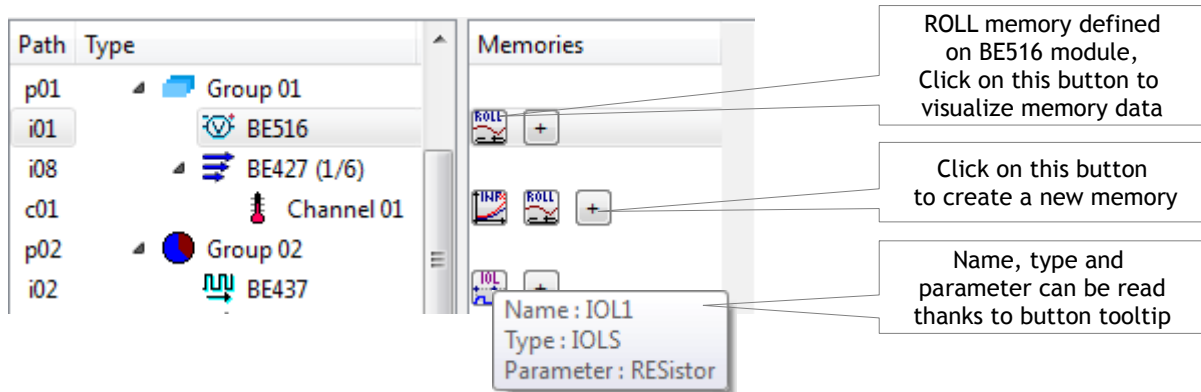 Path Type
Memories
p01 Group 01
i01 BE516
ROLL
+
i08 BE427 (1/6)
c01 Channel 01
ROLL
+
p02 Group 02
i02 BE437
IOL
+
Name : IOL1
Type : IOLS
Parameter : RESistor
ROLL memory defined
on BE516 module,
Click on this button to
visualize memory data
Click on this button
to create a new memory
Name, type and
parameter can be read
thanks to button tooltip